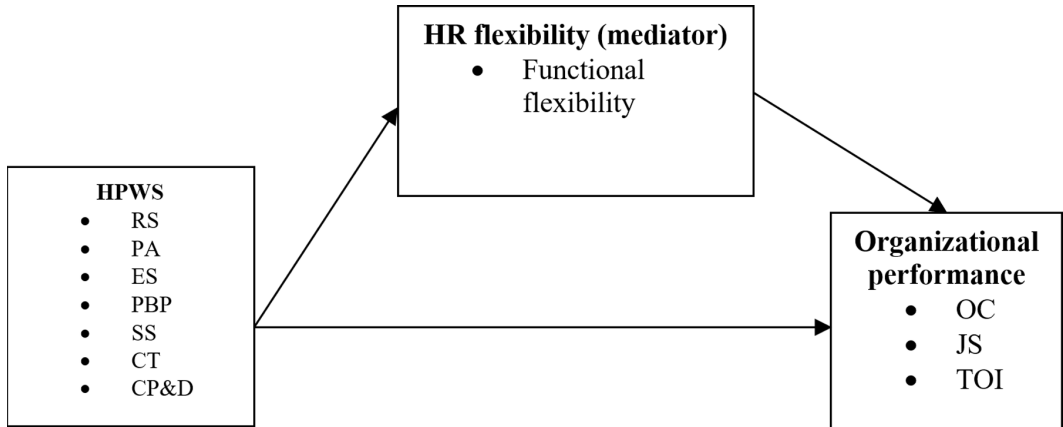 HR flexibility (mediator)
• Functional
flexibility
HPWS
• RS
• PA
• ES
• PBP
• SS
• CT
• CP&D
Organizational
performance
• OC
• JS
• TOI